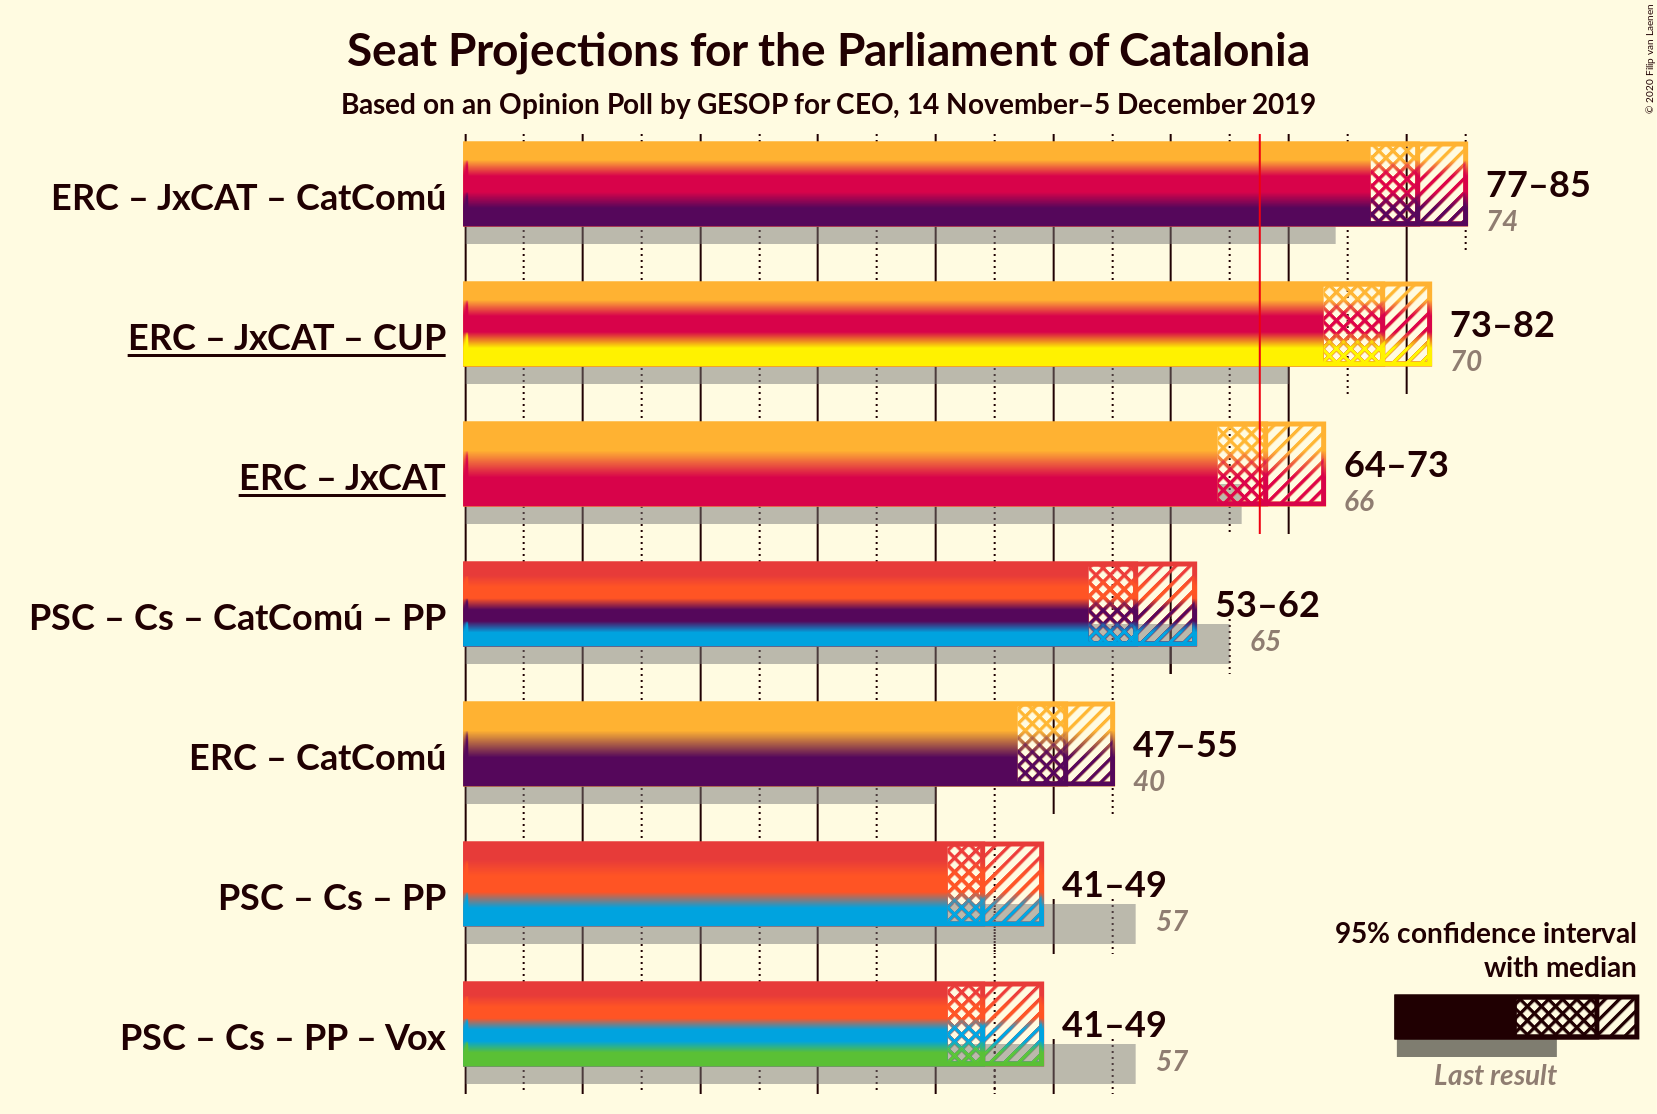 Seat Projections for the Parliament of Catalonia
Based on an Opinion Poll by GESOP for CEO, 14 November–5 December 2019
© 2020 Filip van Laenen
ERC – JxCAT – CatComú
77–85
74
ERC – JxCAT – CUP
73–82
70
ERC – JxCAT
64–73
66
PSC – Cs – CatComú – PP
53–62
65
ERC – CatComú
47–55
40
PSC – Cs – PP
41–49
57
PSC – Cs – PP – Vox
41–49
57
95% confidence interval
with median
Last result